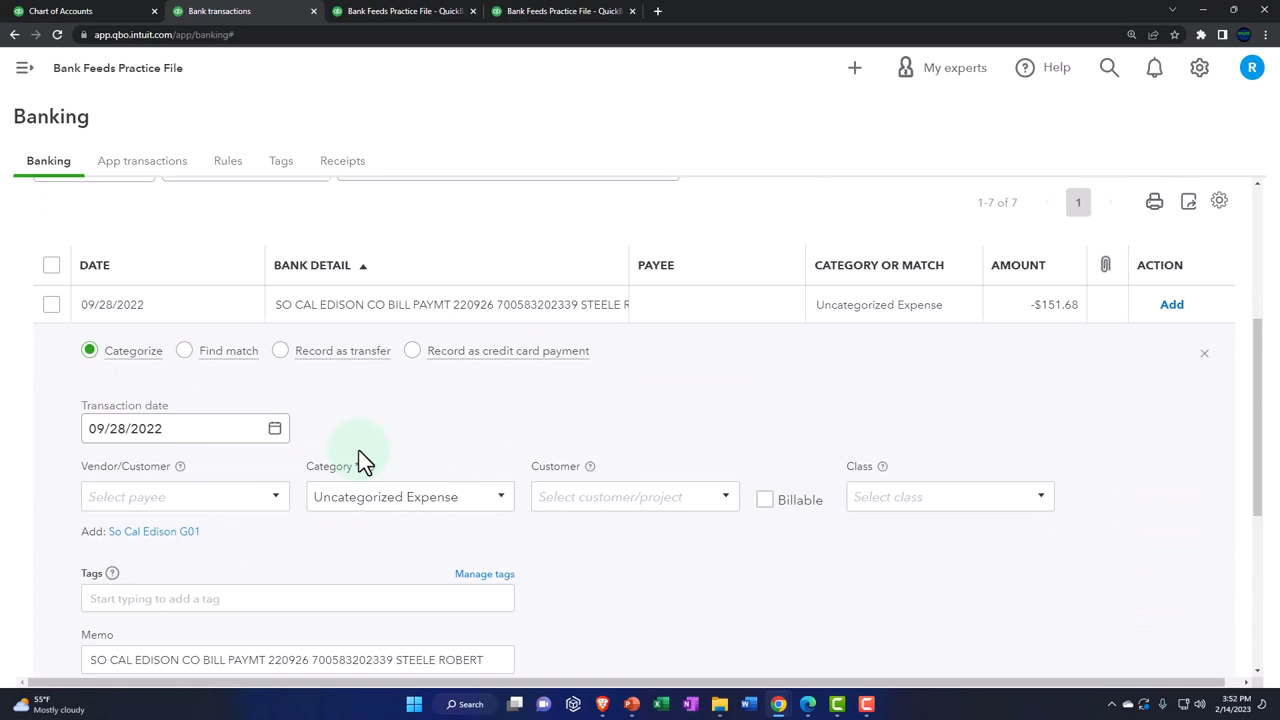 Chart of Accounts
Bank transactions
Bank Feeds Practice File - QuickB
Bank Feeds Practice File - QuickB
app.qbo.intuit.com/app/banking#
Bank Feeds Practice File
My experts
Help
R
Banking
Banking App transactions Rules Tags Receipts
1-7 of 7 1
DATE BANK DETAIL PAYEE CATEGORY OR MATCH AMOUNT ACTION
09/28/2022 SO CAL EDISON CO BILL PAYMT 220926 700583202339 STEELE R Uncategorized Expense -$151.68 Add
Categorize Find match Record as transfer Record as credit card payment
Transaction date
09/28/2022
Vendor/Customer Category Customer Class
Select payee Uncategorized Expense Select customer/project Billable Select class
Add: So Cal Edison G01
Tags Manage tags
Start typing to add a tag
Memo
SO CAL EDISON CO BILL PAYMT 220926 700583202339 STEELE ROBERT
55°F
Mostly cloudy
Search
3:52 PM
2/14/2023